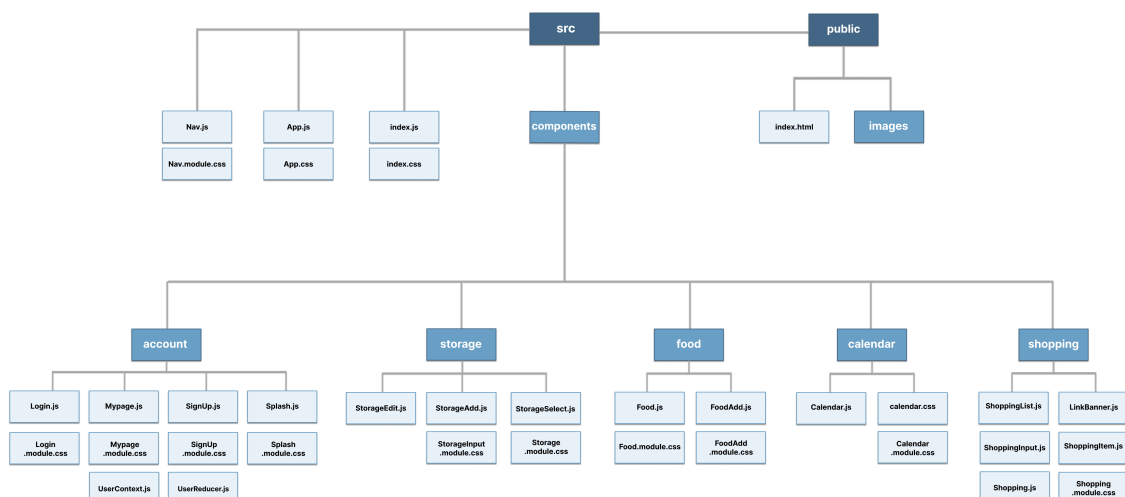 src
public
Nav.js
App.js
index.js
components
index.html
images
Nav.module.css
App.css
index.css
account
storage
food
calendar
shopping
Login.js
Mypage.js
SignUp.js
Splash.js
StorageEdit.js
StorageAdd.js
StorageSelect.js
Food.js
FoodAdd.js
Calendar.js
calendar.css
ShoppingList.js
LinkBanner.js
Login
.module.css
Mypage
.module.css
SignUp
.module.css
Splash
.module.css
StorageInput
.module.css
Storage
.module.css
Food.module.css
FoodAdd
.module.css
Calendar
.module.css
ShoppingInput.js
ShoppingItem.js
UserContext.js
UserReducer.js
Shopping.js
Shopping
.module.css